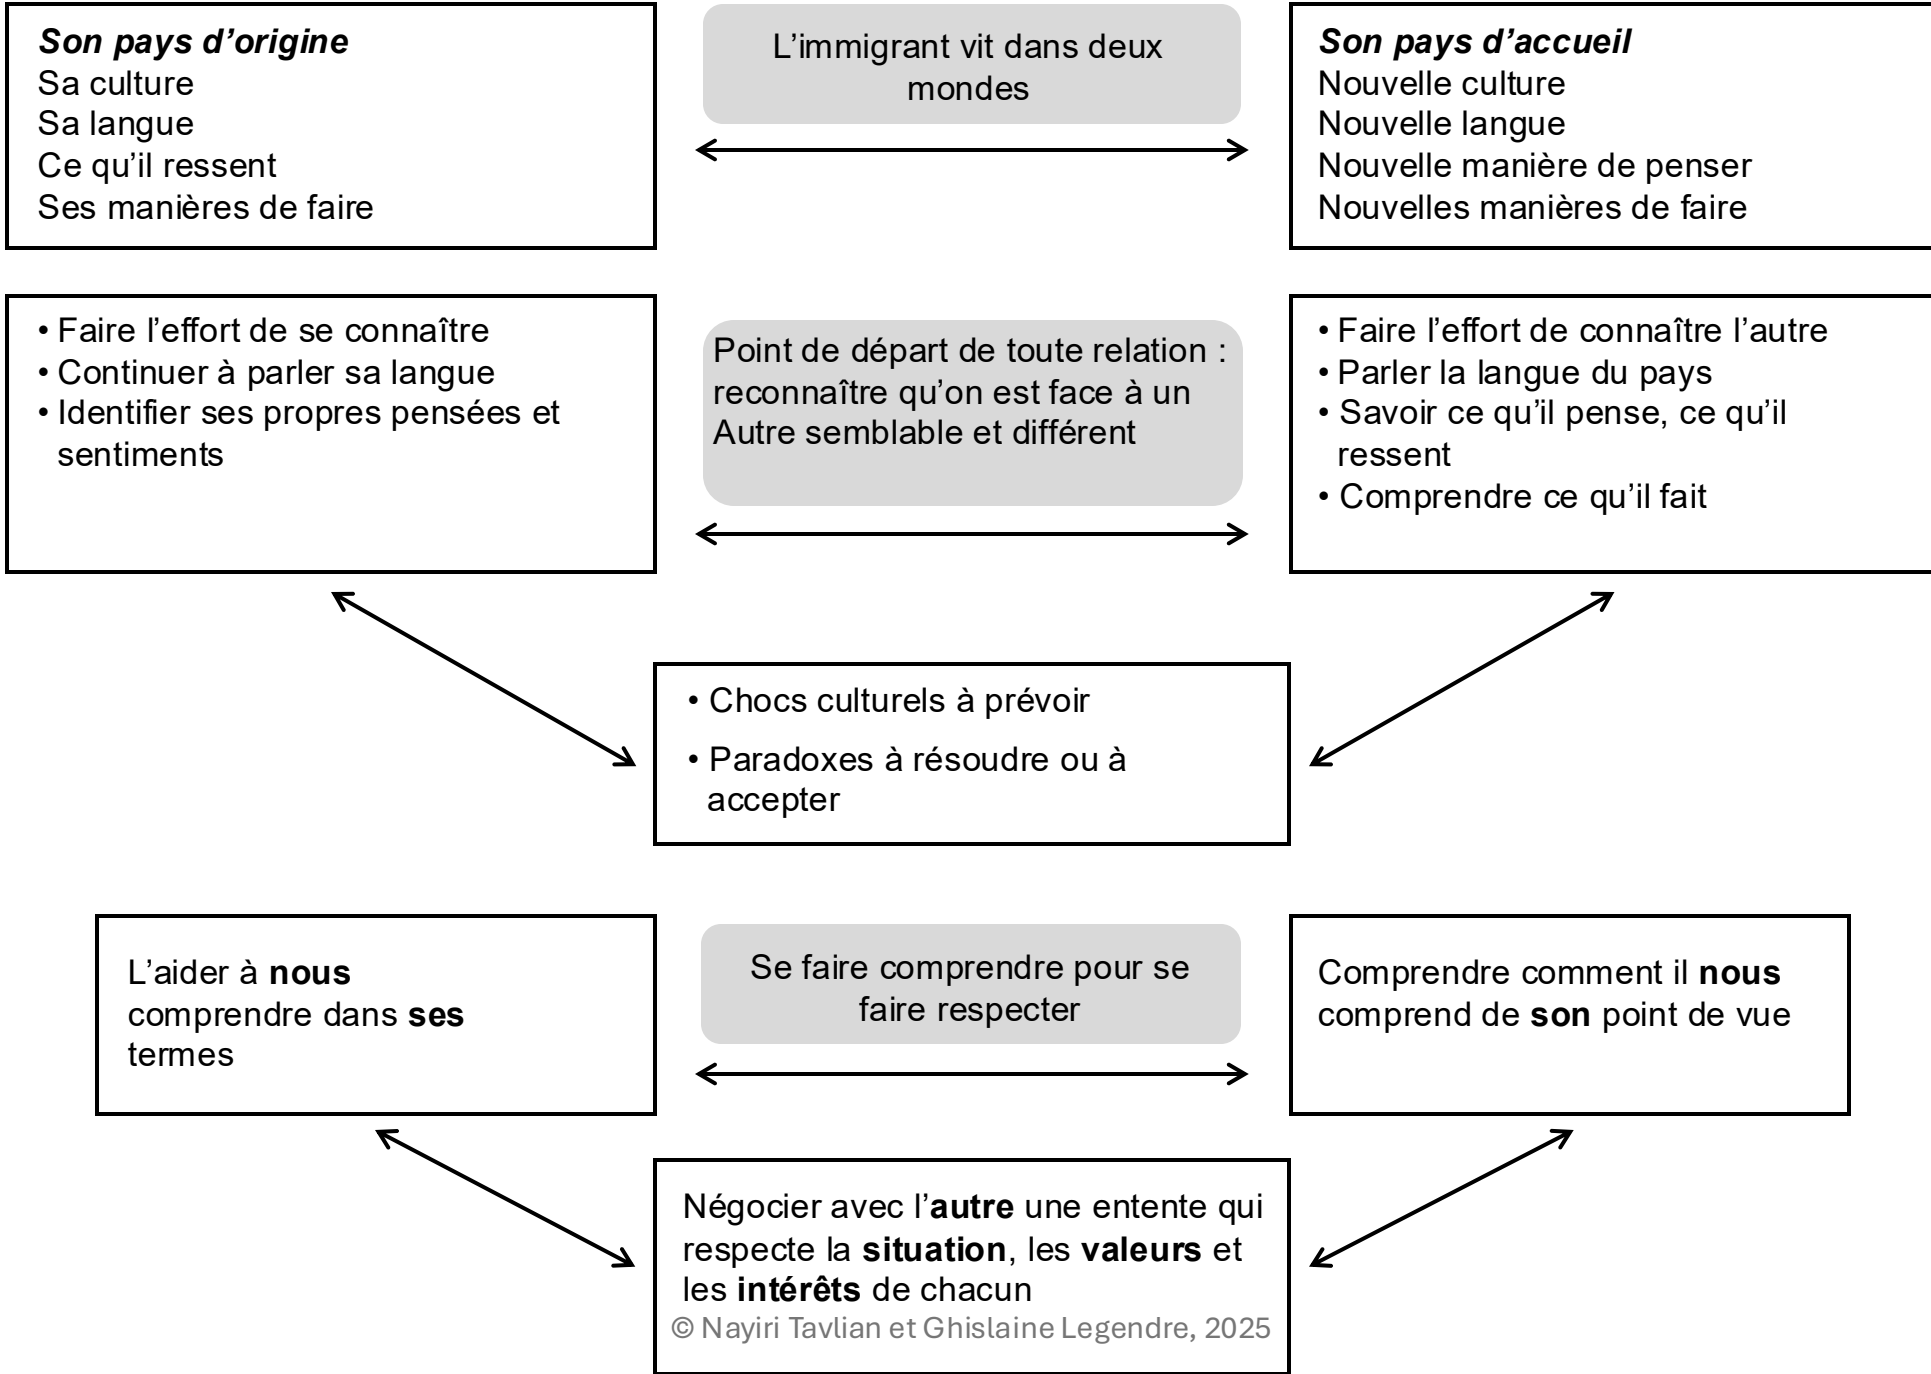 Son pays d’origine
Sa culture
Sa langue
Ce qu’il ressent
Ses manières de faire
L’immigrant vit dans deux
mondes
Son pays d’accueil
Nouvelle culture
Nouvelle langue
Nouvelle manière de penser
Nouvelles manières de faire
• Faire l’effort de se connaître
• Continuer à parler sa langue
• Identifier ses propres pensées et
sentiments
Point de départ de toute relation :
reconnaître qu’on est face à un
Autre semblable et différent
• Faire l’effort de connaître l’autre
• Parler la langue du pays
• Savoir ce qu’il pense, ce qu’il
ressent
• Comprendre ce qu’il fait
• Chocs culturels à prévoir
• Paradoxes à résoudre ou à
accepter
L’aider à nous
comprendre dans ses
termes
Se faire comprendre pour se
faire respecter
Comprendre comment il nous
comprend de son point de vue
Négocier avec l’autre une entente qui
respecte la situation, les valeurs et
les intérêts de chacun
© Nayiri Tavlian et Ghislaine Legendre, 2025